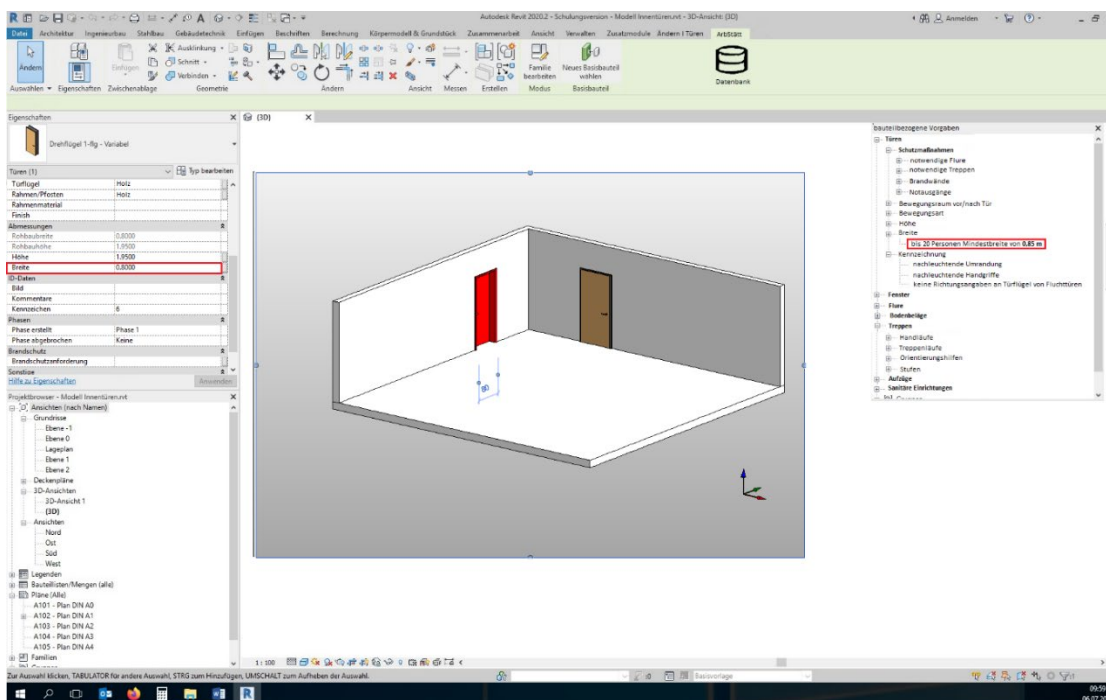 Autodesk Revit 2020.2 - Schulungsversion - Modell Innentüren.rvt - 3D-Ansicht: {3D}
Anmelden
Datei Architektur Ingenieurbau Stahlbau Gebäudetechnik Einfügen Beschriften Berechnung Körpermodell & Grundstück Zusammenarbeit Ansicht Verwalten Zusatzmodule Ändern | Türen ArbStätt
Ändern
Einfügen
Ausklinkung
Schnitt
Verbinden
Familie bearbeiten
Neues Basisbauteil wählen
Datenbank
Auswählen Eigenschaften Zwischenablage Geometrie Ändern Ansicht Messen Erstellen Modus Basisbauteil
Eigenschaften X
{3D} X
Drehflügel 1-flg - Variabel
Türen (1) Typ bearbeiten
Türflügel Holz
Rahmen/Pfosten Holz
Rahmenmaterial
Finish
Abmessungen
Rohbaubreite 0,8000
Rohbauhöhe 1,9500
Höhe 1,9500
Breite 0,8000
ID-Daten
Bild
Kommentare
Kennzeichen 6
Phasen
Phase erstellt Phase 1
Phase abgebrochen Keine
Brandschutz
Brandschutzanforderung
Sonstige
Hilfe zu Eigenschaften Anwenden
Projektbrowser - Modell Innentüren.rvt X
Ansichten (nach Namen)
Grundrisse
Ebene -1
Ebene 0
Lageplan
Ebene 1
Ebene 2
Deckenpläne
3D-Ansichten
3D-Ansicht 1
{3D}
Ansichten
Nord
Ost
Süd
West
Legenden
Bauteillisten/Mengen (alle)
Pläne (Alle)
A101 - Plan DIN A0
A102 - Plan DIN A1
A103 - Plan DIN A2
A104 - Plan DIN A3
A105 - Plan DIN A4
Familien
80
bauteilbezogene Vorgaben X
Türen
Schutzmaßnahmen
notwendige Flure
notwendige Treppen
Brandwände
Notausgänge
Bewegungsraum vor/nach Tür
Bewegungsart
Höhe
Breite
bis 20 Personen Mindestbreite von 0.85 m
Kennzeichnung
nachleuchtende Umrandung
nachleuchtende Handgriffe
keine Richtungsangaben an Türflügel von Fluchttüren
Fenster
Flure
Bodenbeläge
Treppen
Handläufe
Treppenläufe
Orientierungshilfen
Stufen
Aufzüge
Sanitäre Einrichtungen
1 : 100
Zur Auswahl klicken, TABULATOR für andere Auswahl, STRG zum Hinzufügen, UMSCHALT zum Aufheben der Auswahl.
:0
Basisvorlage
:0
09:59